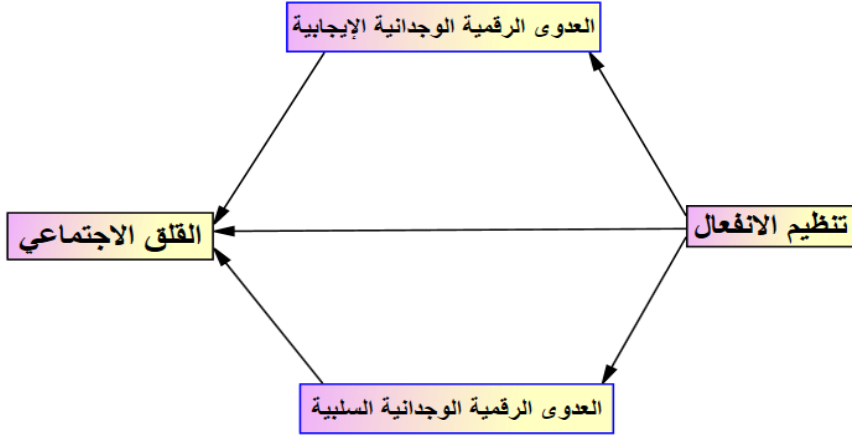 العدوى الرقمية الوجدانية الإيجابية
تنظيم الانفعال
القلق الاجتماعي
العدوى الرقمية الوجدانية السلبية